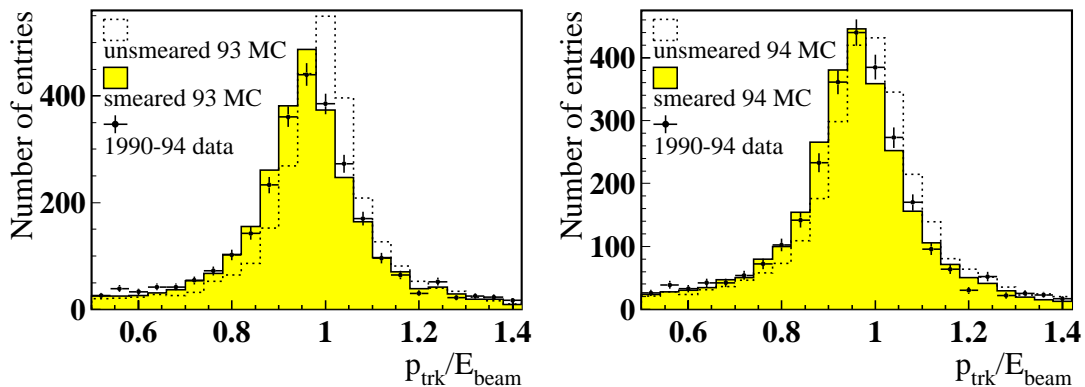 Number of entries
unsmeared 93 MC
smeared 93 MC
1990-94 data
400
200
0
0.6 0.8 1 1.2 1.4
p_trk/E_beam
Number of entries
unsmeared 94 MC
smeared 94 MC
1990-94 data
400
300
200
100
0
0.6 0.8 1 1.2 1.4
p_trk/E_beam